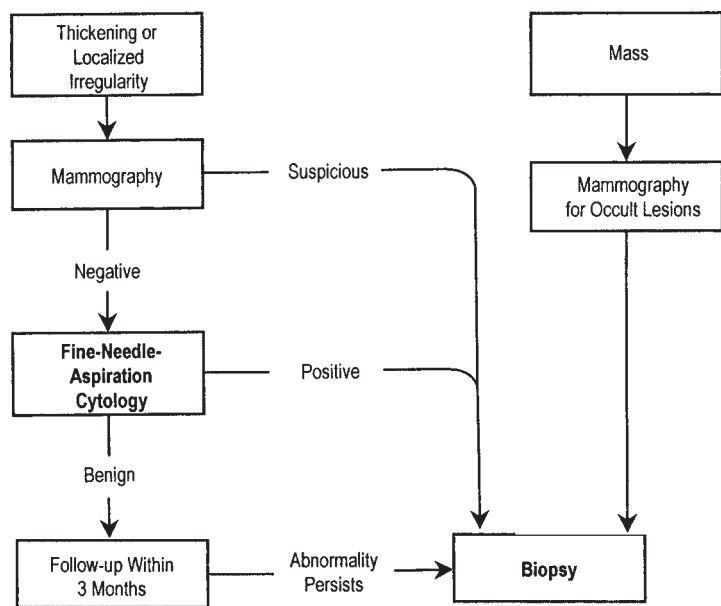 Thickening or
Localized
Irregularity
Mass
Mammography
Suspicious
Mammography
for Occult Lesions
Negative
Fine-Needle-
Aspiration
Cytology
Positive
Benign
Follow-up Within
3 Months
Abnormality
Persists
Biopsy